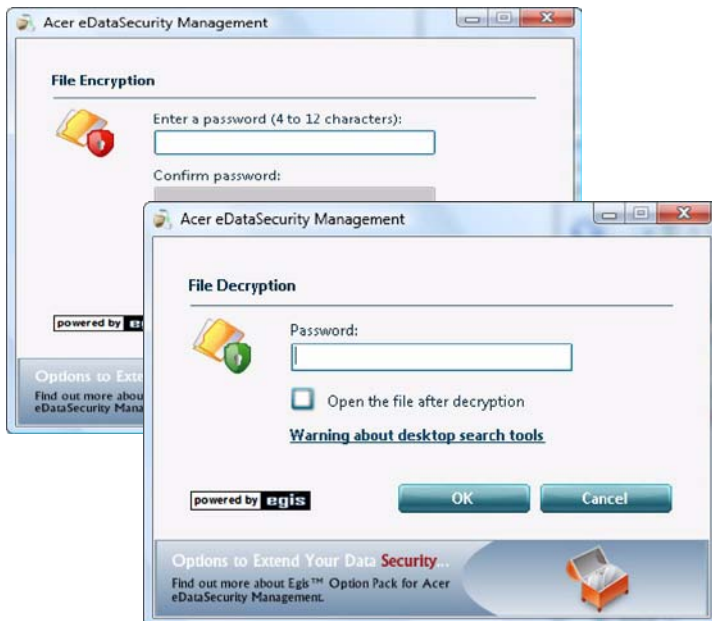 Acer eDataSecurity Management
File Encryption
Enter a password (4 to 12 characters):
Confirm password:
powered by
Options to Exte
Find out more abou
eDataSecurity Mana
Acer eDataSecurity Management
File Decryption
Password:
Open the file after decryption
Warning about desktop search tools
powered by egis
OK Cancel
Options to Extend Your Data Security...
Find out more about Egis™ Option Pack for Acer
eDataSecurity Management.